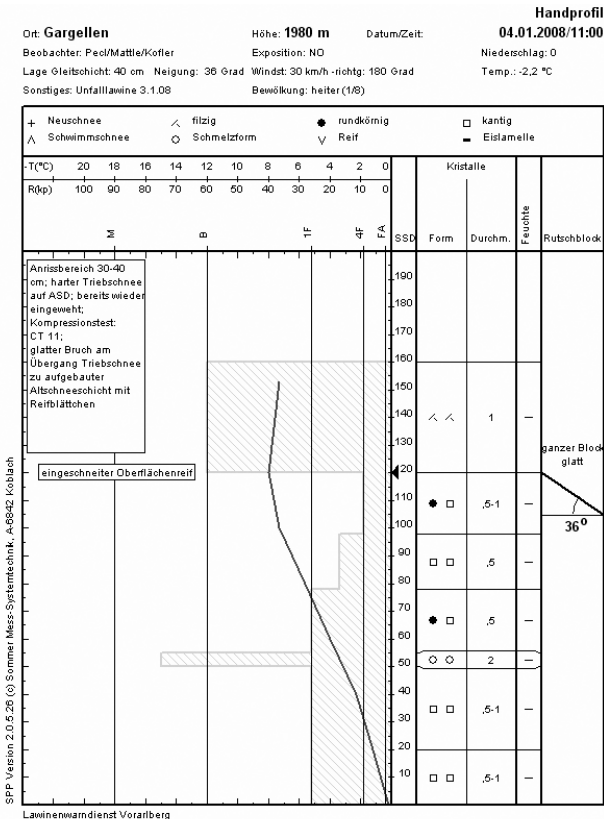 Handprofil
Ort: Gargellen Höhe: 1980 m Datum/Zeit: 04.01.2008/11:00
Beobachter: Pecl/Mattle/Kofler Exposition: NO Niederschlag: 0
Lage Gleitschicht: 40 cm Neigung: 36 Grad Windst: 30 km/h -richtg: 180 Grad Temp.: -2,2 °C
Sonstiges: Unfalllawine 3.1.08 Bewölkung: heiter (1/8)
+ Neuschnee filzig ● rundkörnig □ kantig
Λ Schwimmschnee ○ Schmelzform V Reif - Eislamelle
-T(°C) 20 18 16 14 12 10 8 6 4 2 0 Kristalle
R(kp) 100 90 80 70 60 50 40 30 20 10 0
M B 1F 4F FA SSD Form Durchm. Feuchte Rutschblock
Anrissbereich 30-40
cm; harter Triebschnee
auf ASD; bereits wieder
eingeweht;
Kompressionstest:
CT 11;
glatter Bruch am
Übergang Triebschnee
zu aufgebauter
Altschneeschicht mit
Reifblättchen
190
180
170
160
150
140 1 –
130
ganzer Block
glatt
eingeschneiter Oberflächenreif 20
110
● □ ,5-1 –
100
36°
90
□ □ ,5 –
80
70
● □ ,5 –
60
50 ○ ○ 2 –
40
□ □ ,5-1 –
30
20
10 □ □ ,5-1 –
SPP Version 2.0.5.26 (c) Sommer Mess-Systemtechnik, A-6842 Koblach
Lawinenwarndienst Vorarlberg